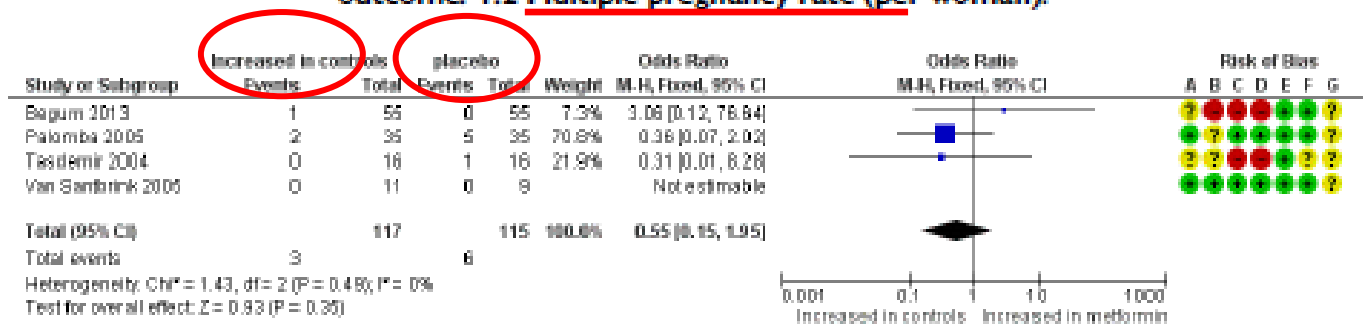 Outcome: 1.2 Multiple pregnancy rate (per woman).
Increased in controls placebo Odds Ratio Odds Ratio Risk of Bias
Study or Subgroup Events Total Events Total Weight M-H, Fixed, 95% CI M-H, Fixed, 95% CI A B C D E F G
Begum 2013 1 55 0 55 7.3% 3.06 [0.12, 76.64] ? ? ?
Palomba 2005 2 35 5 35 70.8% 0.36 [0.07, 2.02] + ? + + + + ?
Tasdemir 2004 0 16 1 16 21.9% 0.31 [0.01, 8.28] ? ? - - + ? ?
Van Santbrink 2005 0 11 0 9 Not estimable + + + + + + ?
Total (95% CI) 117 115 100.0% 0.55 [0.15, 1.95]
Total events 3 6
Heterogeneity: Chi² = 1.43, df = 2 (P = 0.49); I² = 0%
Test for overall effect: Z = 0.93 (P = 0.35)
0.001 0.1 1 10 1000
Increased in controls Increased in metformin